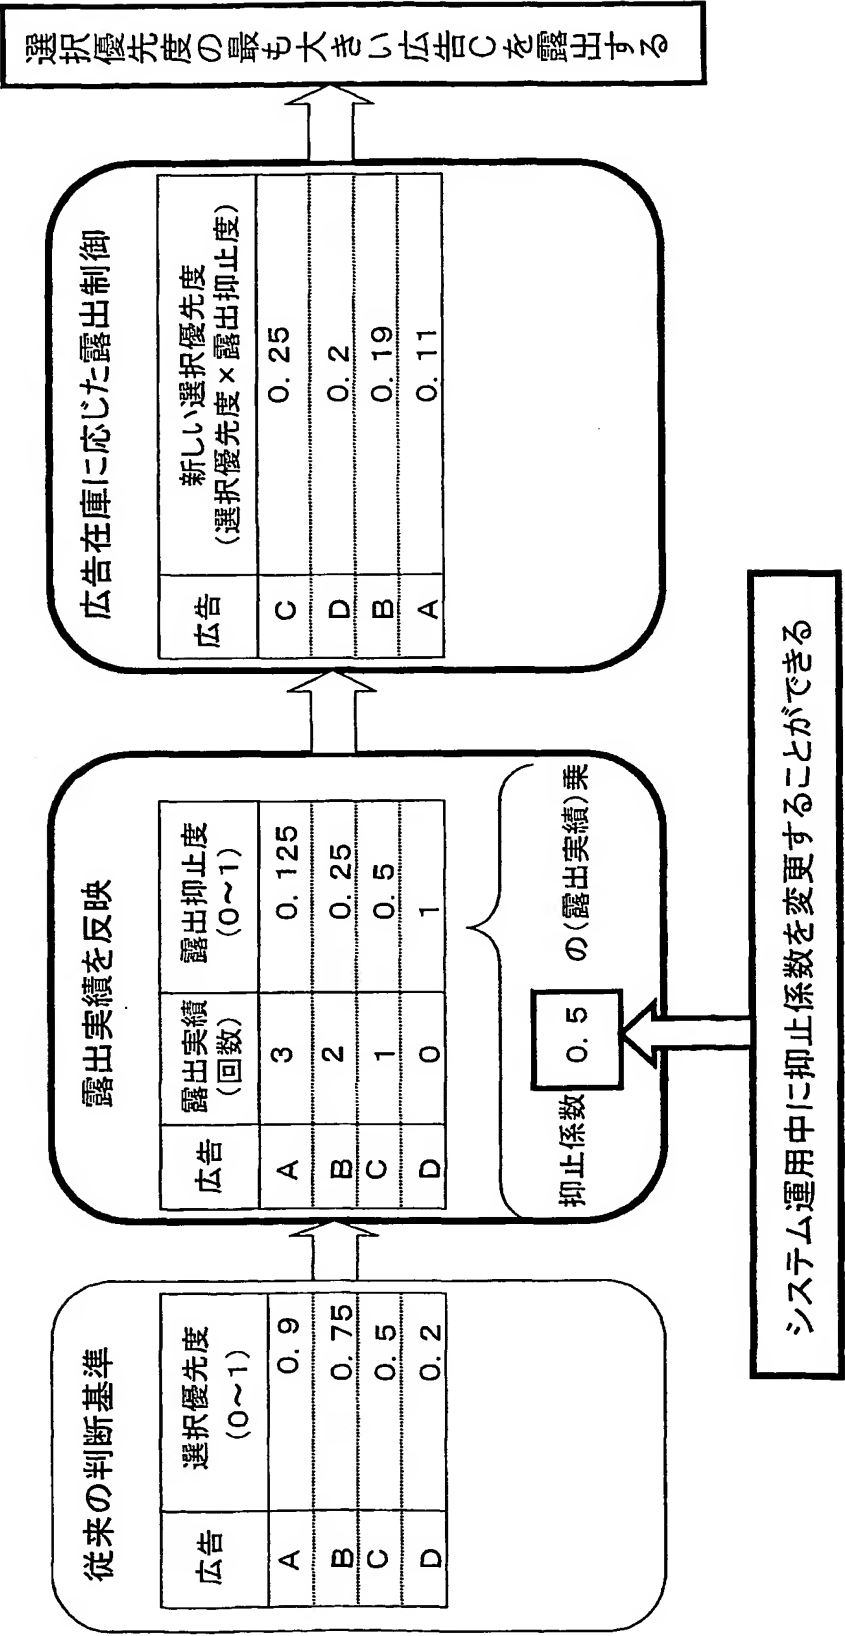 従来の判断基準
広告 選択優先度
(0~1)
A 0.9
B 0.75
C 0.5
D 0.2
露出実績を反映
広告 露出実績
(回数) 露出抑止度
(0~1)
A 3 0.125
B 2 0.25
C 1 0.5
D 0 1
抑止係数 0.5 の(露出実績)乗
広告在庫に応じた露出制御
広告 新しい選択優先度
(選択優先度×露出抑止度)
C 0.25
D 0.2
B 0.19
A 0.11
選択優先度の最も大きい広告Cを露出する
システム運用中に抑止係数を変更することができる